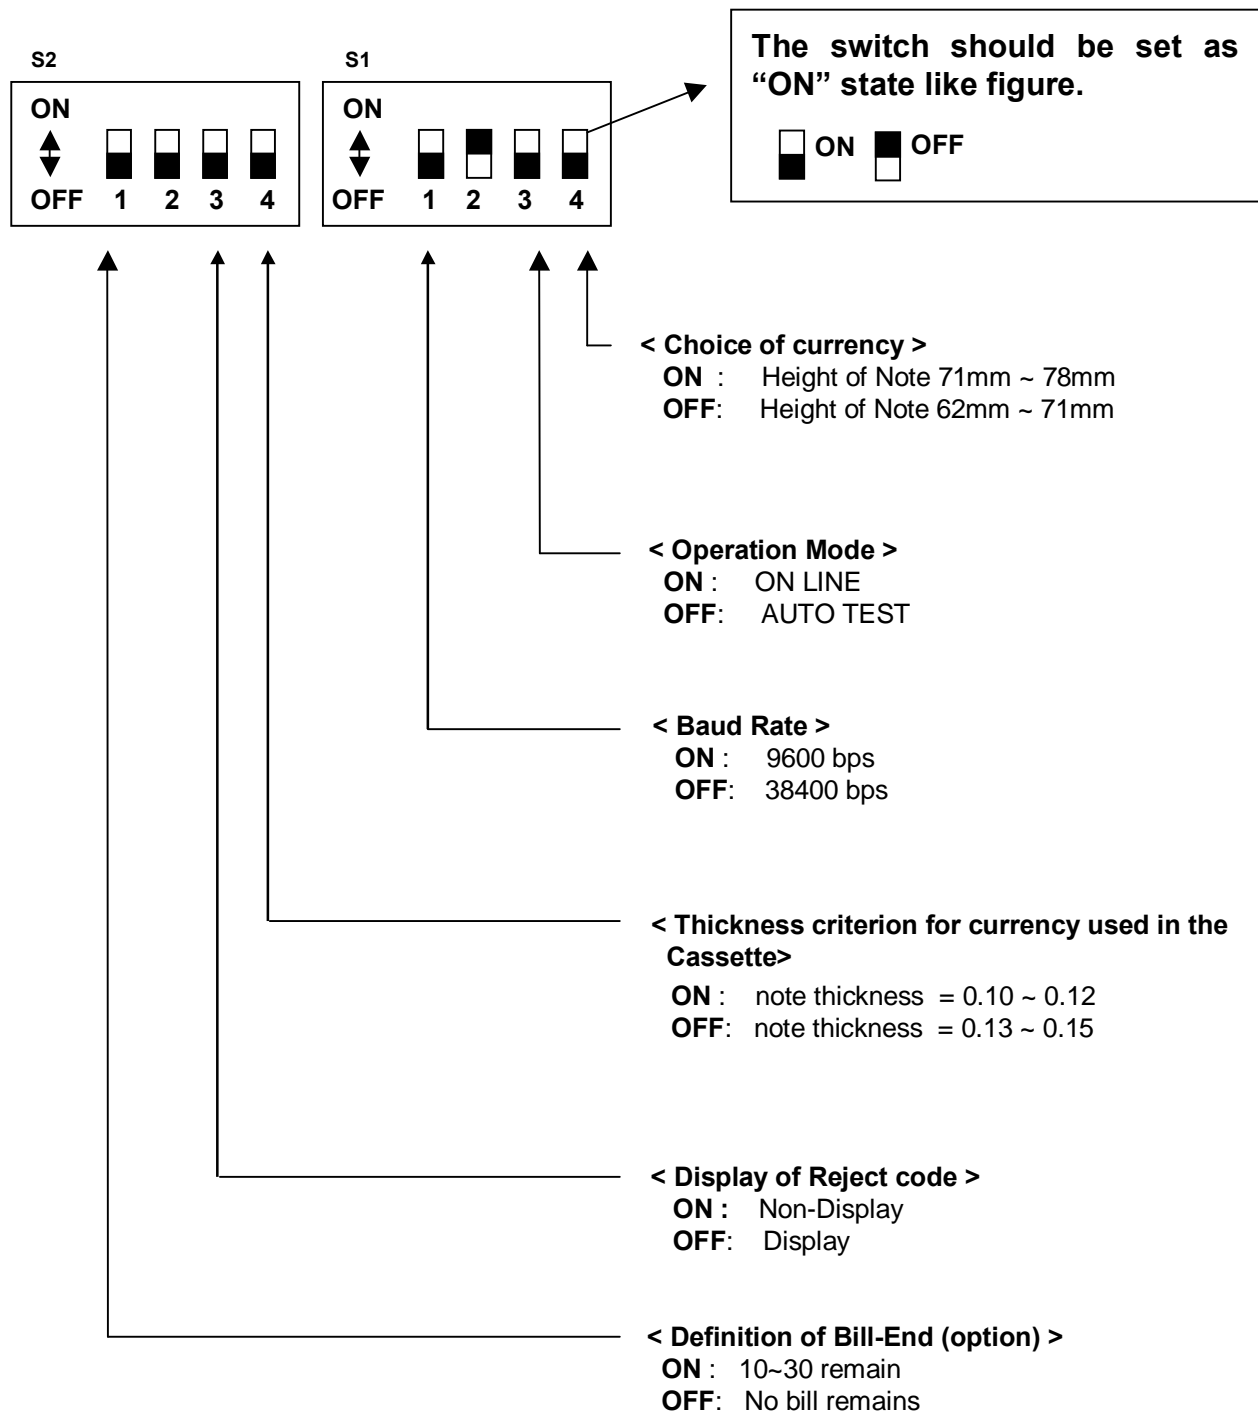 S2
ON
OFF 1 2 3 4
S1
ON
OFF 1 2 3 4
The switch should be set as
“ON” state like figure.
ON OFF
< Choice of currency >
ON : Height of Note 71mm ~ 78mm
OFF: Height of Note 62mm ~ 71mm
< Operation Mode >
ON : ON LINE
OFF: AUTO TEST
< Baud Rate >
ON : 9600 bps
OFF: 38400 bps
< Thickness criterion for currency used in the
Cassette>
ON : note thickness = 0.10 ~ 0.12
OFF: note thickness = 0.13 ~ 0.15
< Display of Reject code >
ON : Non-Display
OFF: Display
< Definition of Bill-End (option) >
ON : 10~30 remain
OFF: No bill remains